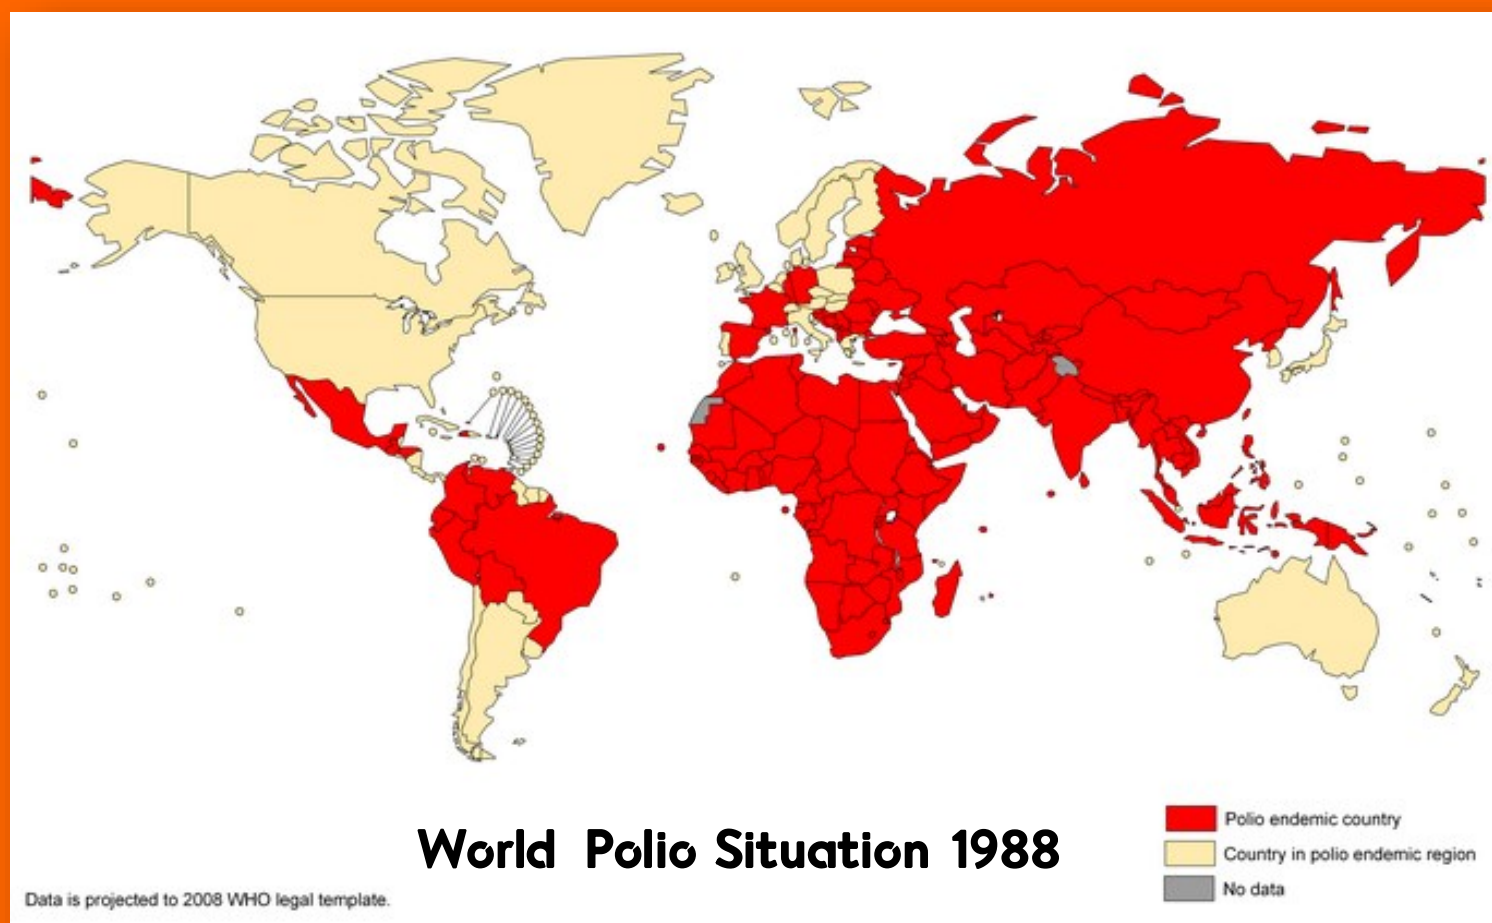 World Polio Situation 1988
Polio endemic country
Country in polio endemic region
No data
Data is projected to 2008 WHO legal template.